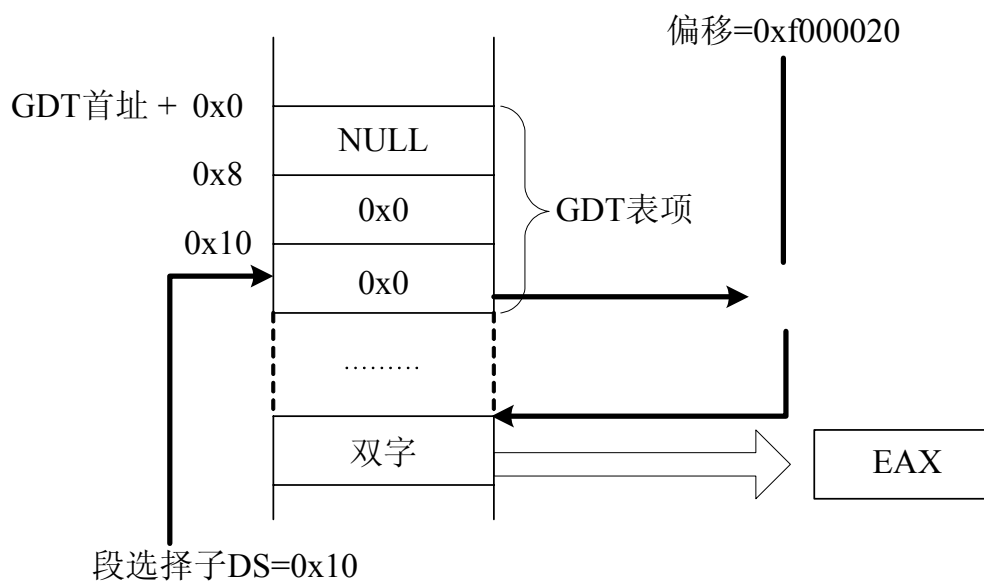 偏移=0xf000020
GDT首址 + 0x0
NULL
0x8
0x0
GDT表项
0x10
0x0
………
双字
EAX
段选择子DS=0x10